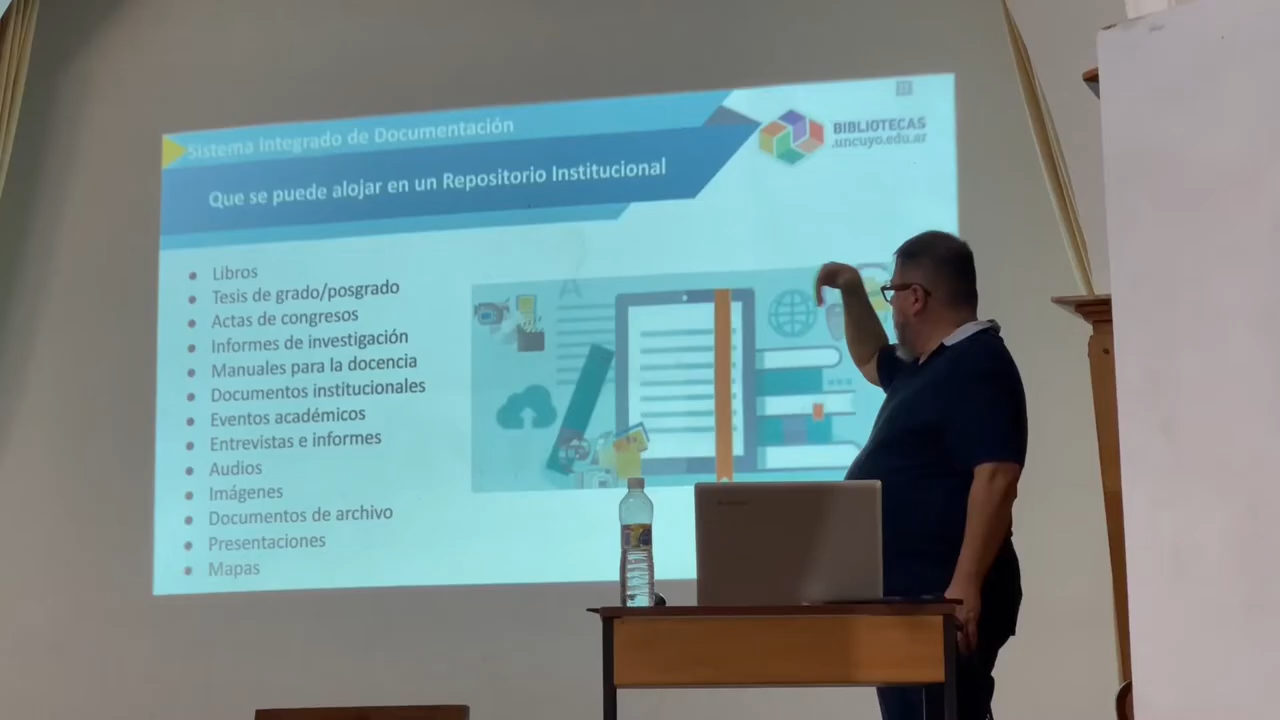 Sistema Integrado de Documentación
Que se puede alojar en un Repositorio Institucional
BIBLIOTECAS
.uncuyo.edu.ar
Libros
Tesis de grado/posgrado
Actas de congresos
Informes de investigación
Manuales para la docencia
Documentos institucionales
Eventos académicos
Entrevistas e informes
Audios
Imágenes
Documentos de archivo
Presentaciones
Mapas